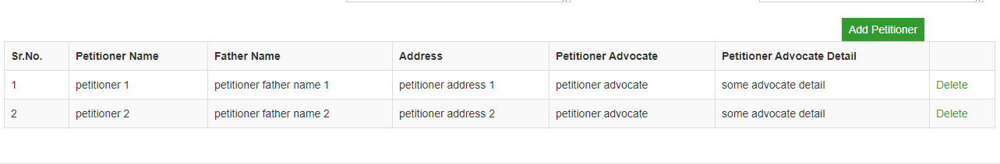 Add Petitioner
Sr.No. Petitioner Name Father Name Address Petitioner Advocate Petitioner Advocate Detail
1 petitioner 1 petitioner father name 1 petitioner address 1 petitioner advocate some advocate detail Delete
2 petitioner 2 petitioner father name 2 petitioner address 2 petitioner advocate some advocate detail Delete